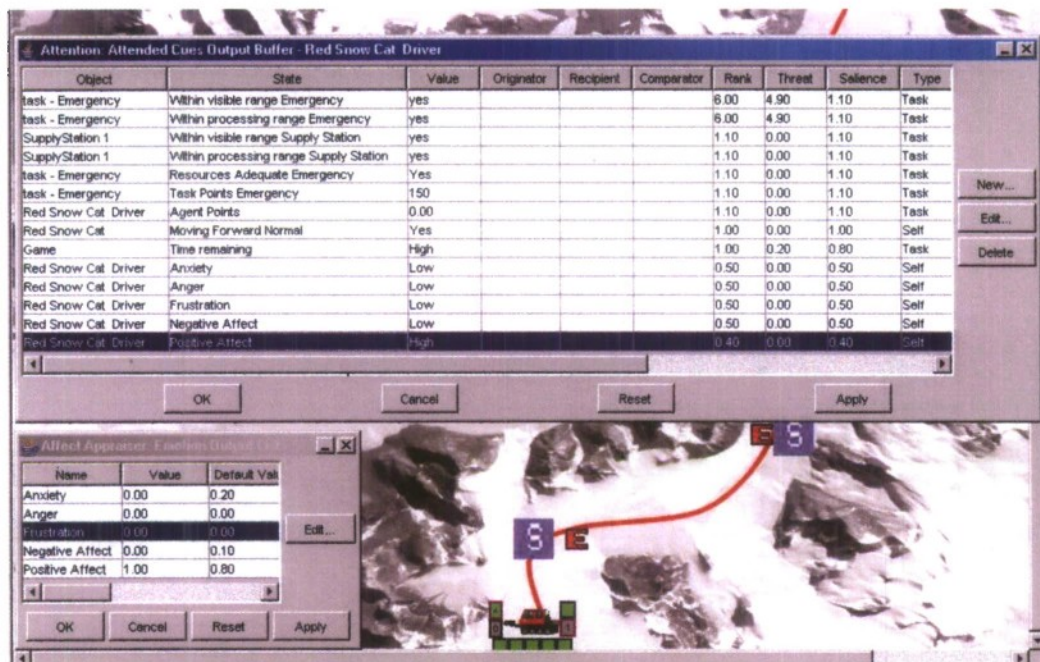 Attention: Attended Cues Output Buffer - Red Snow Cat Driver
Object State Value Originator Recipient Comparator Rank Threat Salience Type
task - Emergency Within visible range Emergency yes 6.00 4.90 1.10 Task
task - Emergency Within processing range Emergency yes 6.00 4.90 1.10 Task
SupplyStation 1 Within visible range Supply Station yes 1.10 0.00 1.10 Task
SupplyStation 1 Within processing range Supply Station yes 1.10 0.00 1.10 Task
task - Emergency Resources Adequate Emergency Yes 1.10 0.00 1.10 Task
task - Emergency Task Points Emergency 150 1.10 0.00 1.10 Task
Red Snow Cat Driver Agent Points 0.00 1.10 0.00 1.10 Task
Red Snow Cat Moving Forward Normal Yes 1.00 0.00 1.00 Self
Game Time remaining High 1.00 0.20 0.80 Task
Red Snow Cat Driver Anxiety Low 0.50 0.00 0.50 Self
Red Snow Cat Driver Anger Low 0.50 0.00 0.50 Self
Red Snow Cat Driver Frustration Low 0.50 0.00 0.50 Self
Red Snow Cat Driver Negative Affect Low 0.50 0.00 0.50 Self
Red Snow Cat Driver Positive Affect High 0.40 0.00 0.40 Self
New...
Edit...
Delete
OK Cancel Reset Apply
Affect Appraiser: Emotion Output
Name Value Default Val
Anxiety 0.00 0.20
Anger 0.00 0.00
Frustration 0.00 0.00
Negative Affect 0.00 0.10
Positive Affect 1.00 0.80
Edit...
OK Cancel Reset Apply
S
S E